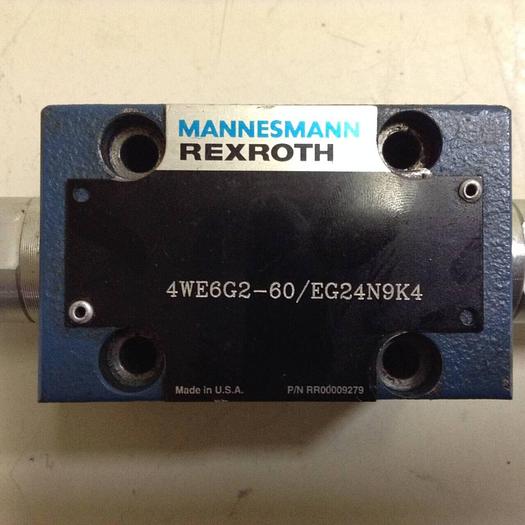 MANNESMANN
REXROTH
4WE6G2-60/EG24N9K4
Made in U.S.A. P/N RR00009279